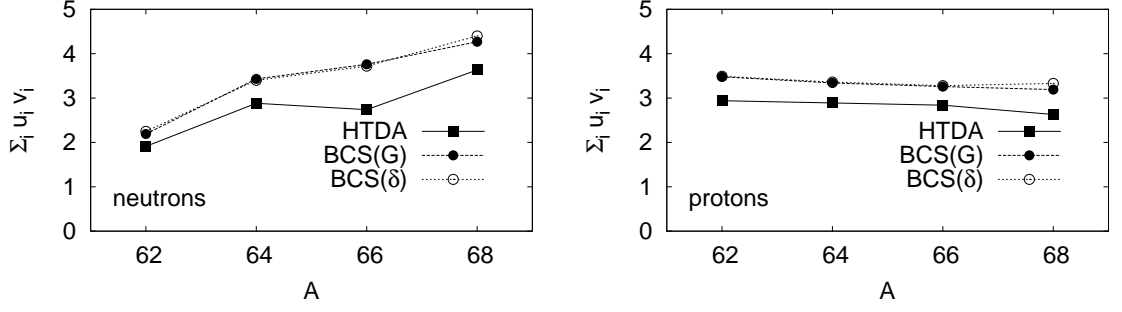 5
4
3
2
1
0
Σi ui vi
HTDA
BCS(G)
BCS(δ)
neutrons
62 64 66 68
A
5
4
3
2
1
0
Σi ui vi
HTDA
BCS(G)
BCS(δ)
protons
62 64 66 68
A